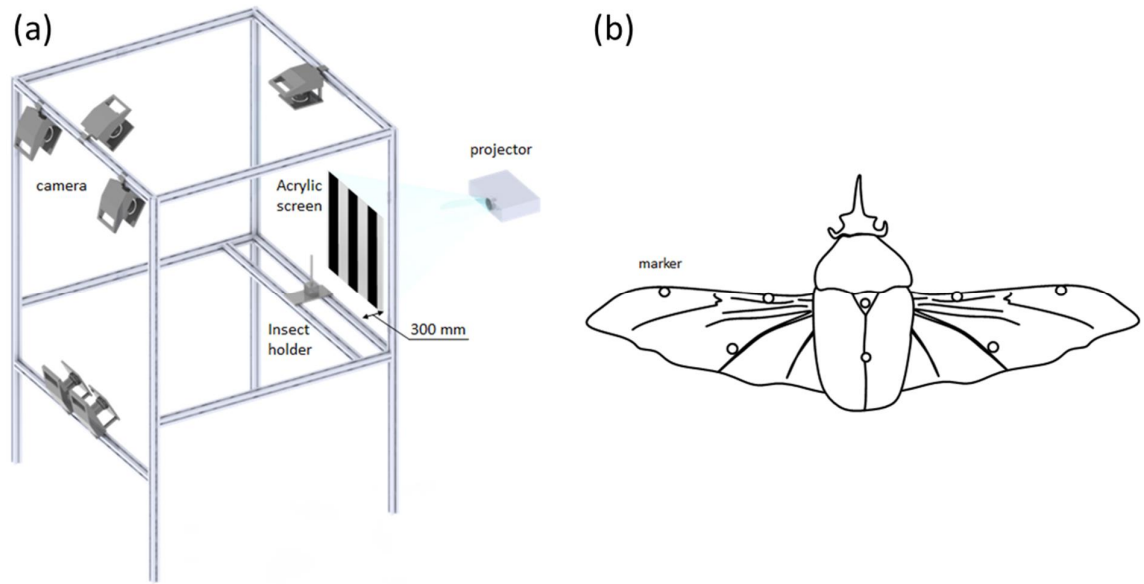 (a)
(b)
projector
camera
Acrylic
screen
marker
Insect
holder
300 mm